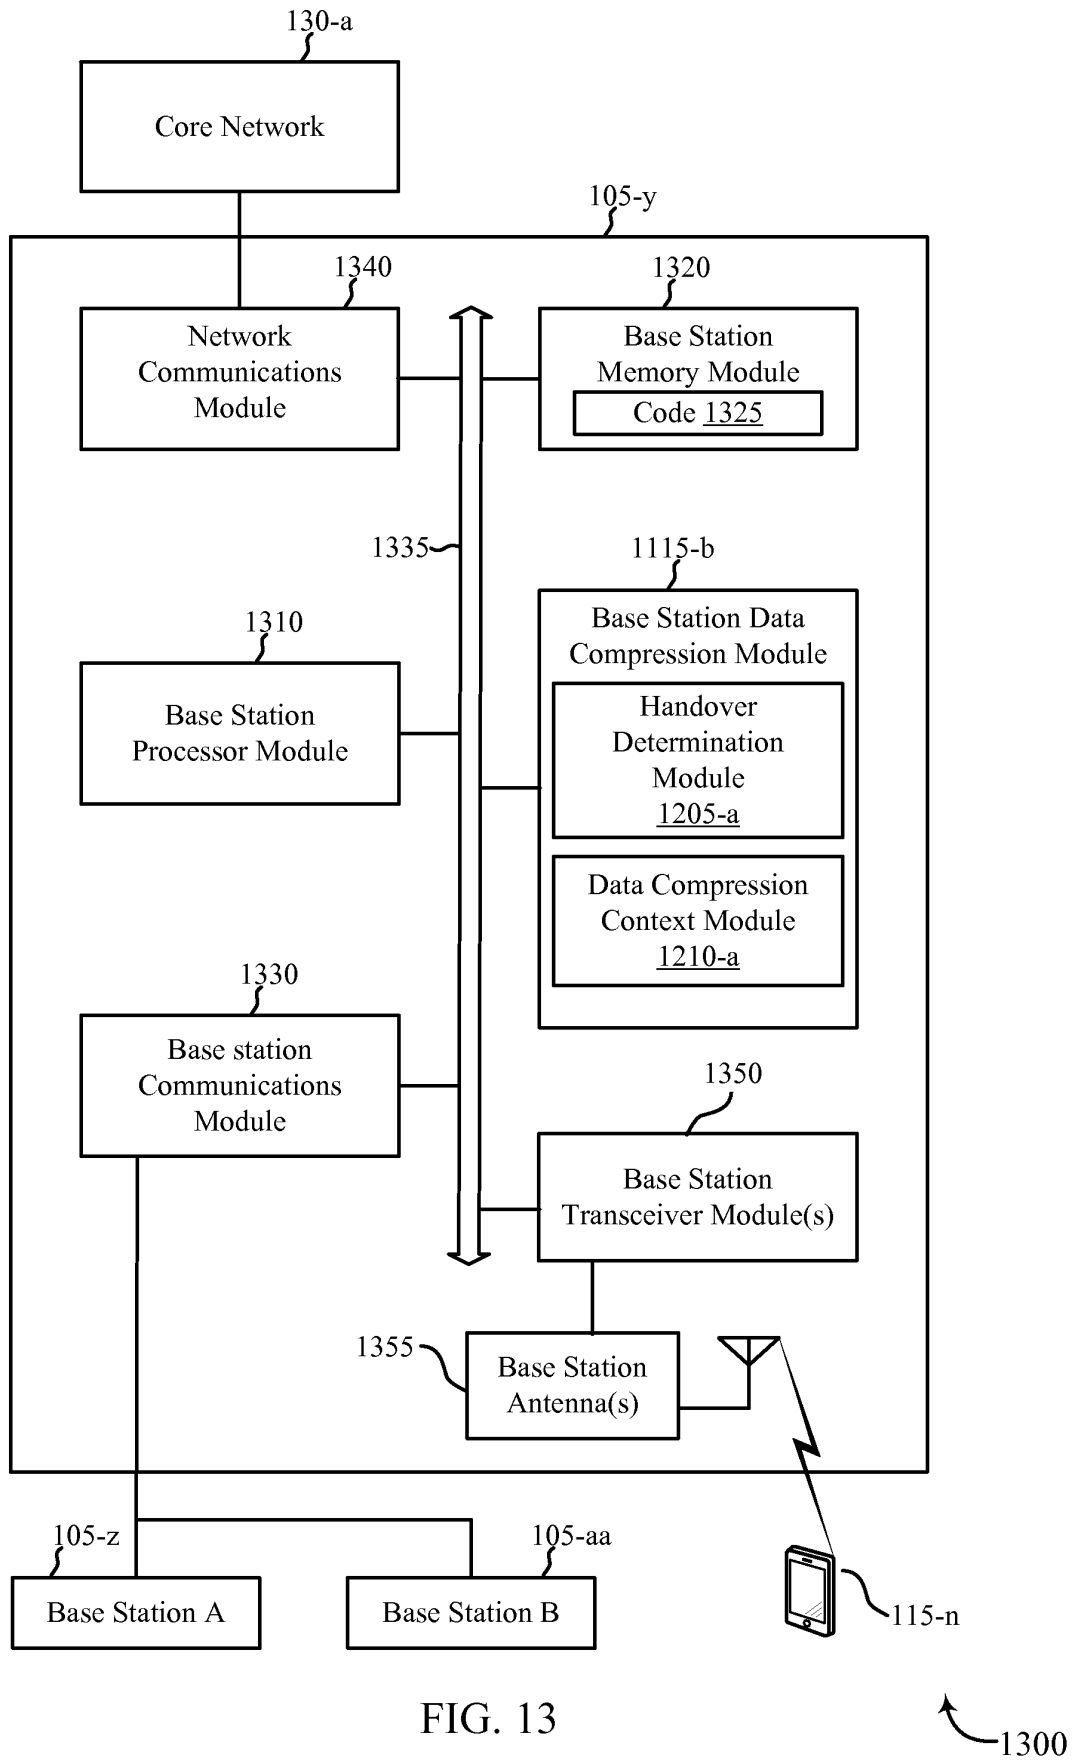 130-a
Core Network
105-y
1340
1320
Network
Communications
Module
Base Station
Memory Module
Code 1325
1335
1115-b
Base Station Data
Compression Module
Handover
Determination
Module
1205-a
Data Compression
Context Module
1210-a
1310
Base Station
Processor Module
1330
Base station
Communications
Module
1350
Base Station
Transceiver Module(s)
1355
Base Station
Antenna(s)
105-z
Base Station A
105-aa
Base Station B
115-n
FIG. 13
1300